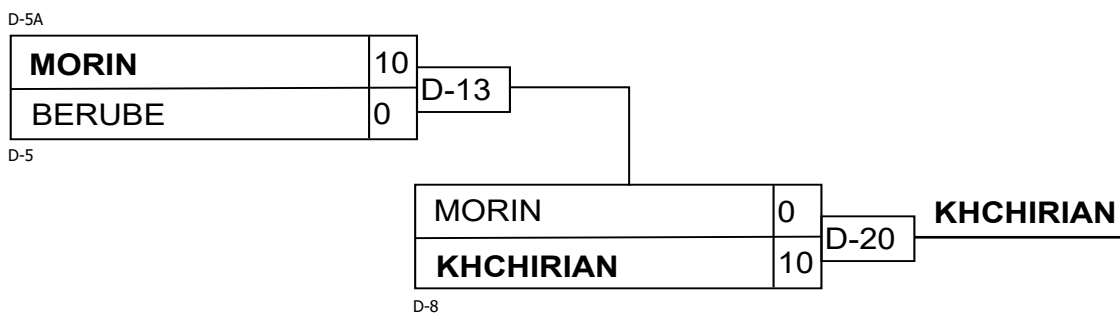 D-5A
MORIN 10
D-13
BERUBE 0
D-5
MORIN 0
KHCHIRIAN
D-20
KHCHIRIAN 10
D-8